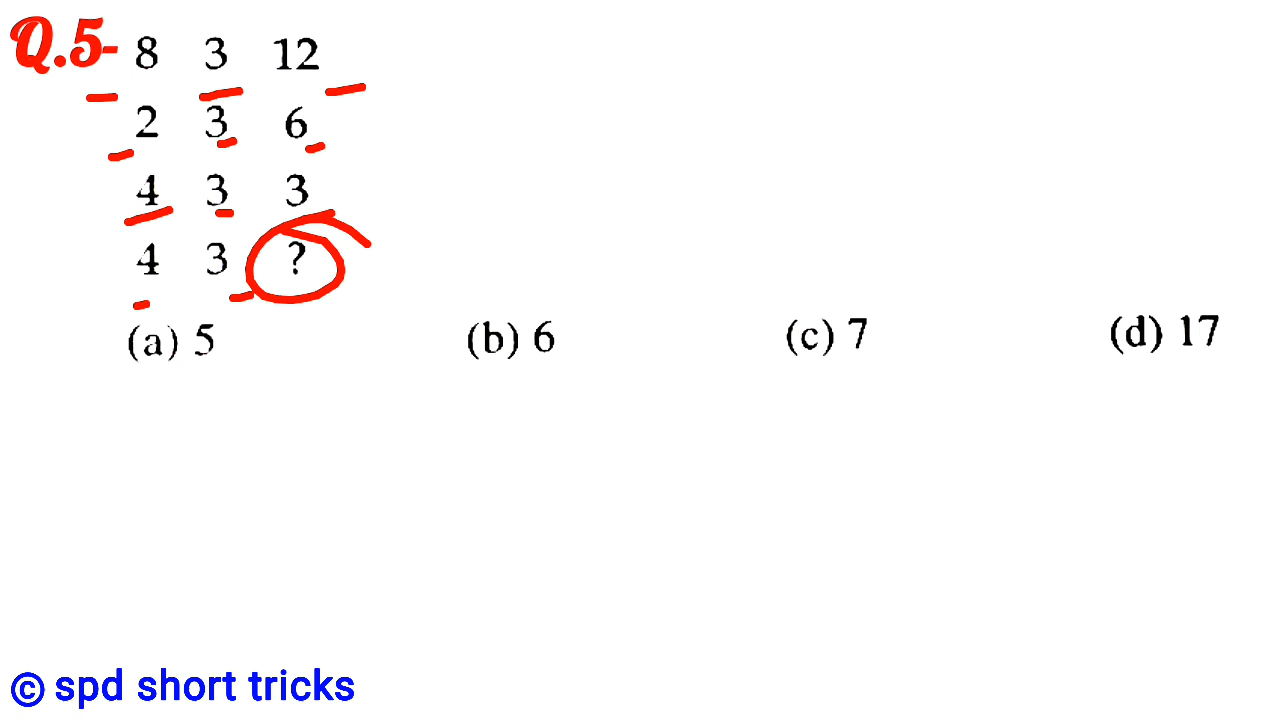 Q.5- 8 3 12
2 3 6
4 3 3
4 3 ?
(a) 5 (b) 6 (c) 7 (d) 17
© spd short tricks